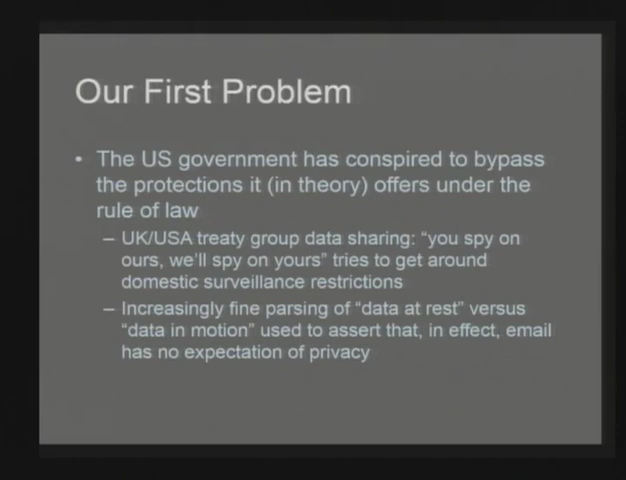 Our First Problem
• The US government has conspired to bypass
the protections it (in theory) offers under the
rule of law
– UK/USA treaty group data sharing: “you spy on
ours, we’ll spy on yours” tries to get around
domestic surveillance restrictions
– Increasingly fine parsing of “data at rest” versus
“data in motion” used to assert that, in effect, email
has no expectation of privacy